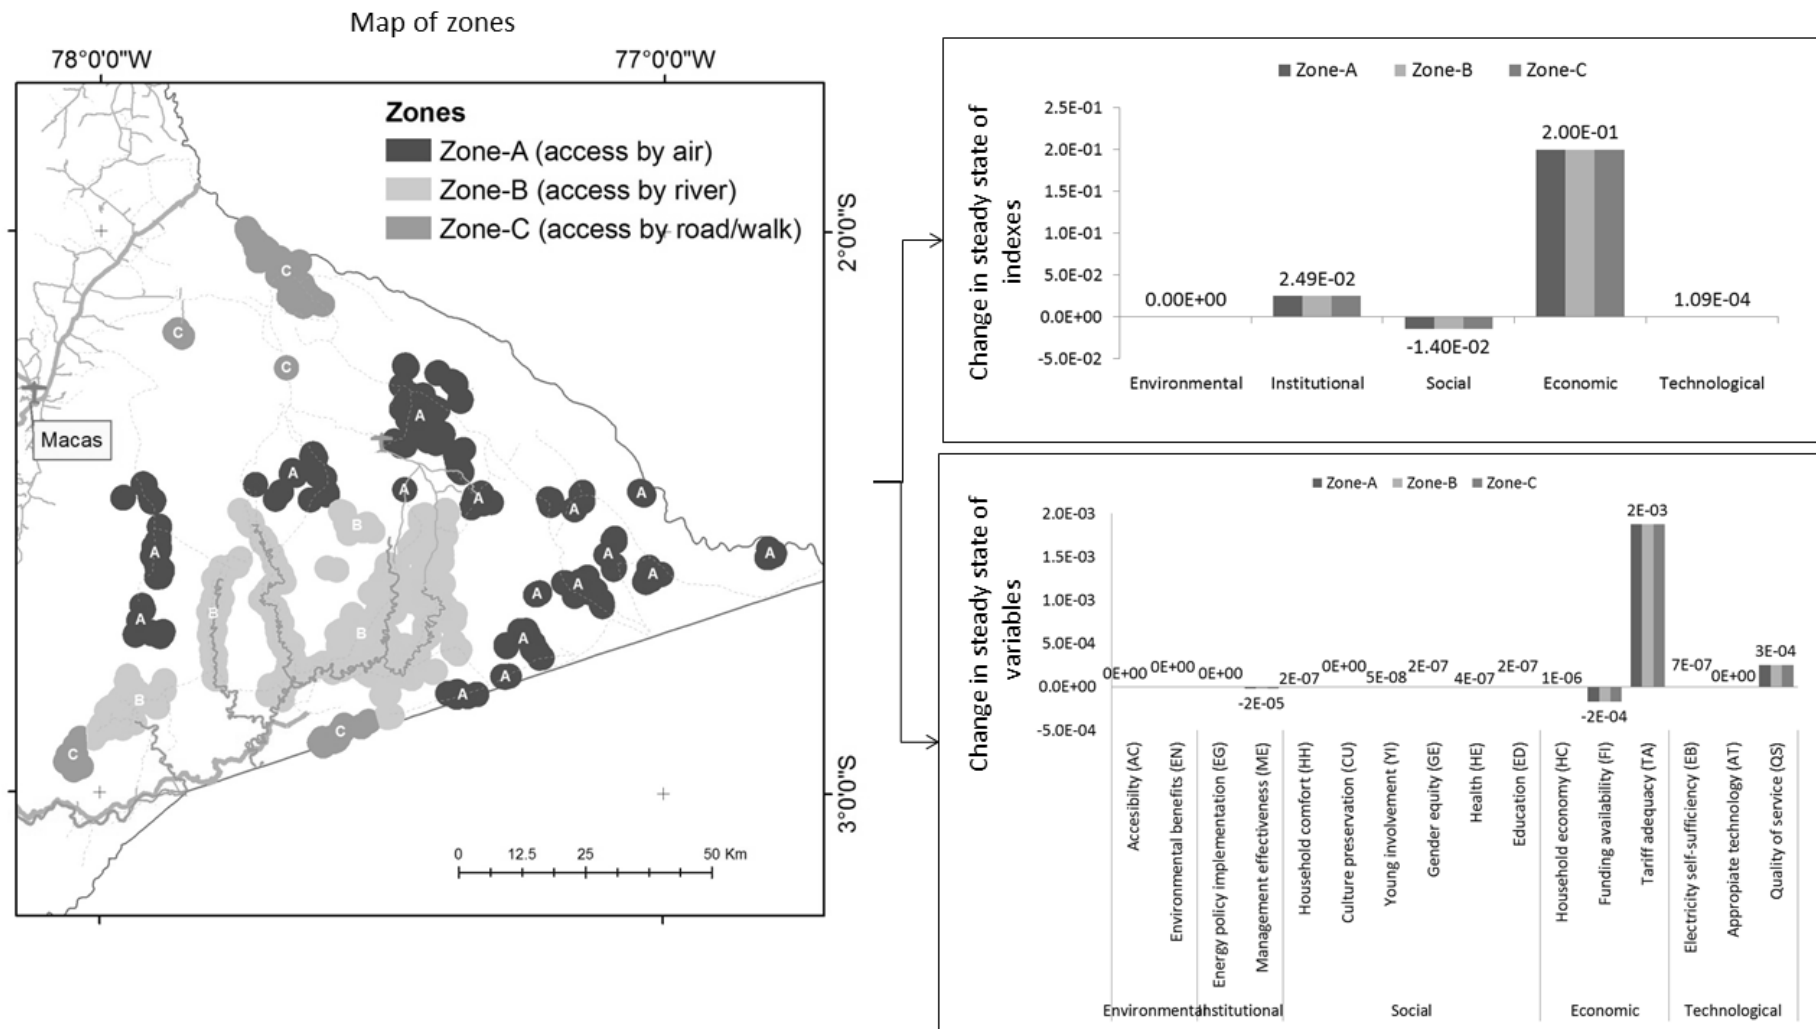 Map of zones
78°0'0"W
77°0'0"W
Zones
Zone-A (access by air)
Zone-B (access by river)
Zone-C (access by road/walk)
2°0'0"S
C
C
C
A
Macas
A
A
A
A
A
A
B
A
A
A
A
A
A
B
A
B
A
A
B
A
C
C
3°0'0"S
0 12.5 25 50 Km
Zone-A Zone-B Zone-C
Change in steady state of
indexes
2.5E-01
2.0E-01
1.5E-01
1.0E-01
5.0E-02
0.0E+00
-5.0E-02
0.00E+00
2.49E-02
-1.40E-02
2.00E-01
1.09E-04
Environmental Institutional Social Economic Technological
Zone-A Zone-B Zone-C
Change in steady state of
variables
2.0E-03
1.5E-03
1.0E-03
5.0E-04
0.0E+00
-5.0E-04
0E+00
0E+00
0E+00
-2E-05
2E-07
0E+00
5E-08
2E-07
4E-07
2E-07
1E-06
-2E-04
2E-03
7E-07
0E+00
3E-04
Accesibilty (AC)
Environmental benefits (EN)
Energy policy implementation (EG)
Management effectiveness (ME)
Household comfort (HH)
Culture preservation (CU)
Young involvement (YI)
Gender equity (GE)
Health (HE)
Education (ED)
Household economy (HC)
Funding availability (FI)
Tariff adequacy (TA)
Electricity self-sufficiency (EB)
Appropiate technology (AT)
Quality of service (QS)
Environmental Institutional Social Economic Technological